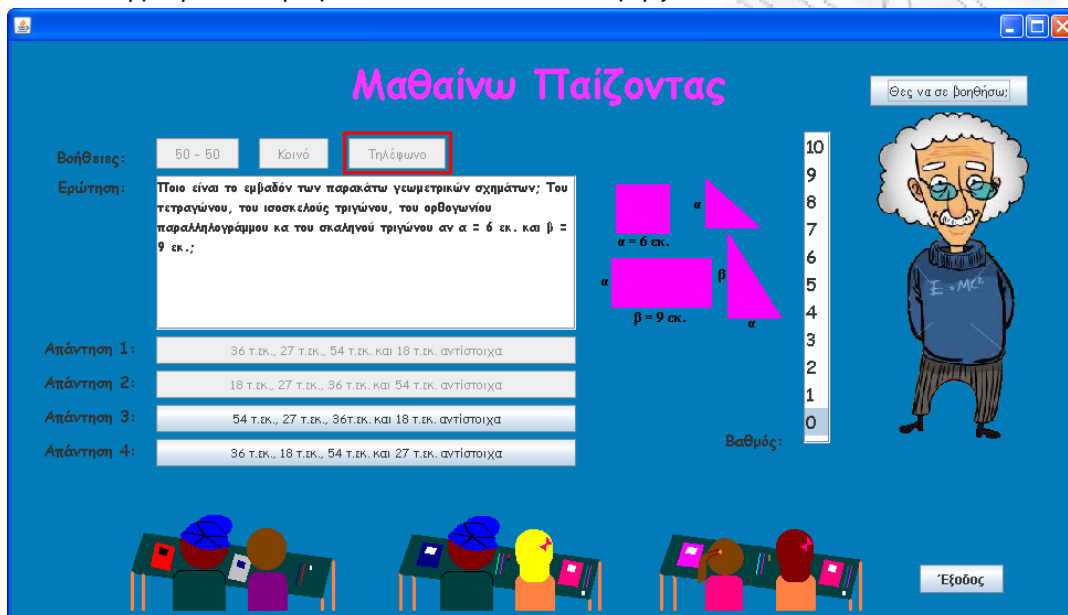 Μαθαίνω Παίζοντας
Θες να σε βοηθήσω;
Βοήθειες:
50 - 50
Κοινό
Τηλέφωνο
Ερώτηση:
Ποιο είναι το εμβαδόν των παρακάτω γεωμετρικών σχημάτων; Του
τετραγώνου, του ισοσκελούς τριγώνου, του ορθογωνίου
παραλληλογράμμου κα του σκαληνού τριγώνου αν α = 6 εκ. και β =
9 εκ.;
α
α = 6 εκ.
α
β
β = 9 εκ.
α
10
9
8
7
6
5
4
3
2
1
0
Βαθμός:
E = MC²
Απάντηση 1:
36 τ.εκ., 27 τ.εκ., 54 τ.εκ. και 18 τ.εκ. αντίστοιχα
Απάντηση 2:
18 τ.εκ., 27 τ.εκ., 36 τ.εκ. και 54 τ.εκ. αντίστοιχα
Απάντηση 3:
54 τ.εκ., 27 τ.εκ., 36τ.εκ. και 18 τ.εκ. αντίστοιχα
Απάντηση 4:
36 τ.εκ., 18 τ.εκ., 54 τ.εκ. και 27 τ.εκ. αντίστοιχα
Έξοδος